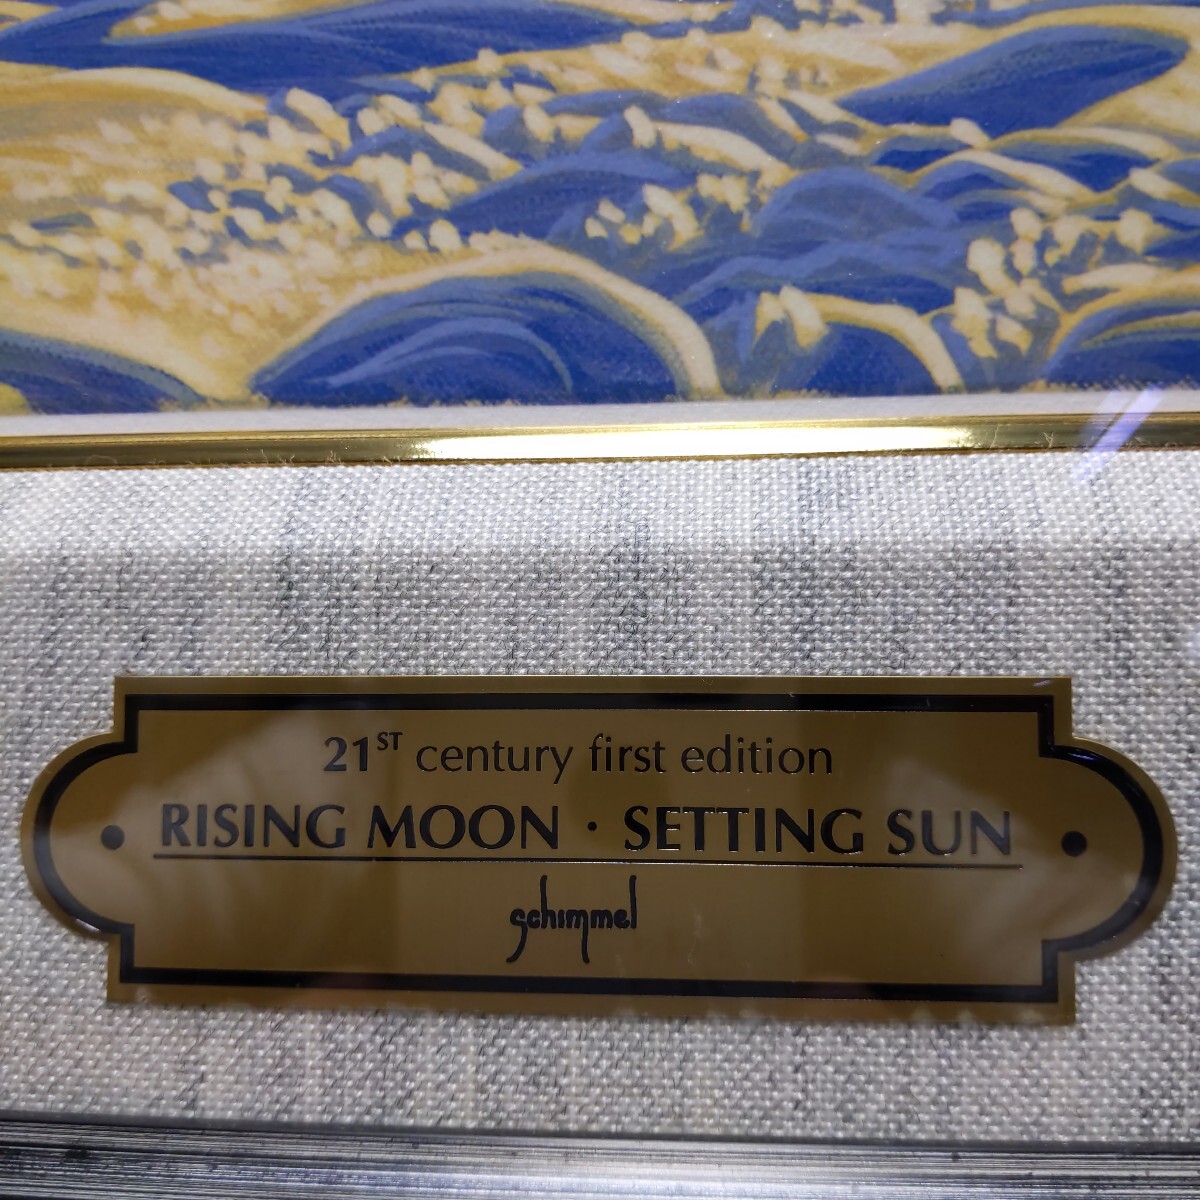 21ST century first edition
RISING MOON · SETTING SUN
schimmel